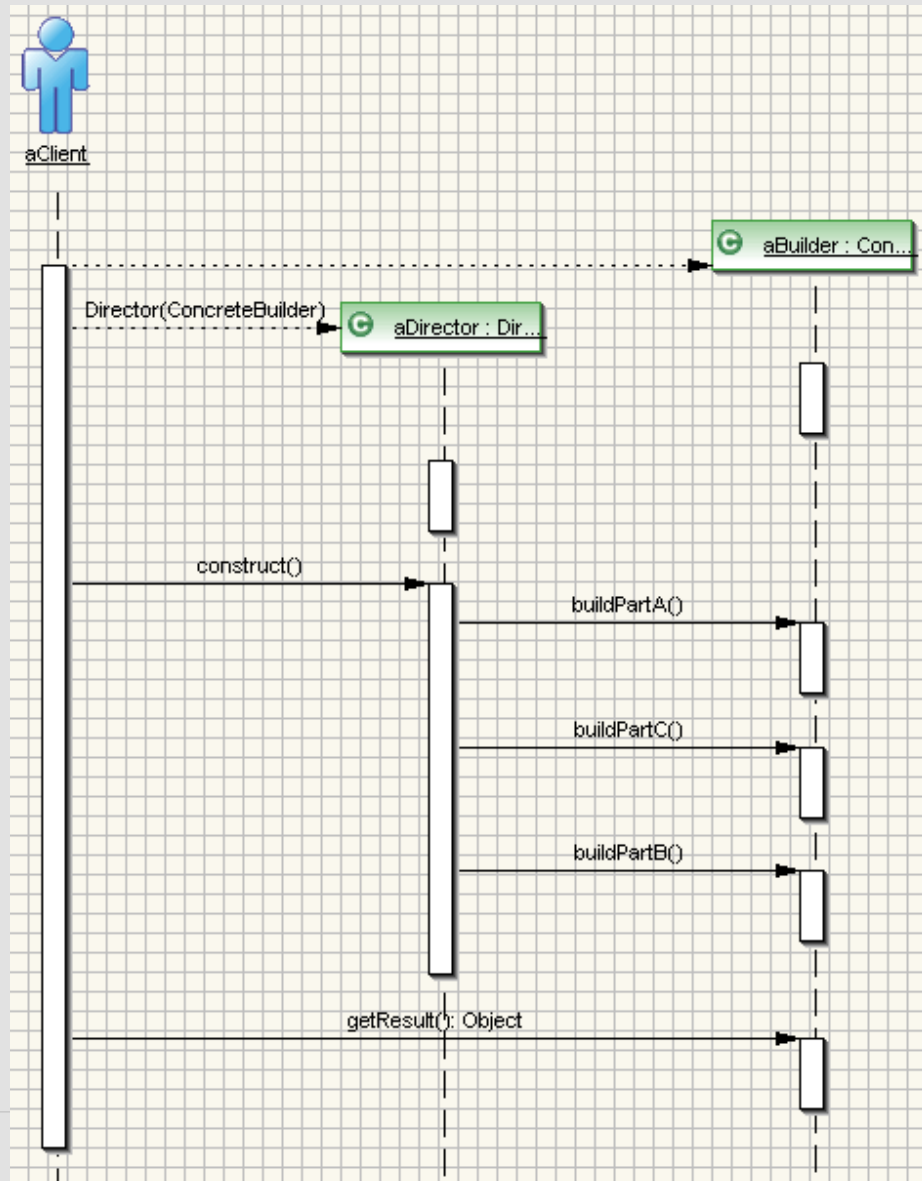 aClient
C aBuilder : Con...
Director(ConcreteBuilder)
C aDirector : Dir...
construct()
buildPartA()
buildPartC()
buildPartB()
getResult(): Object